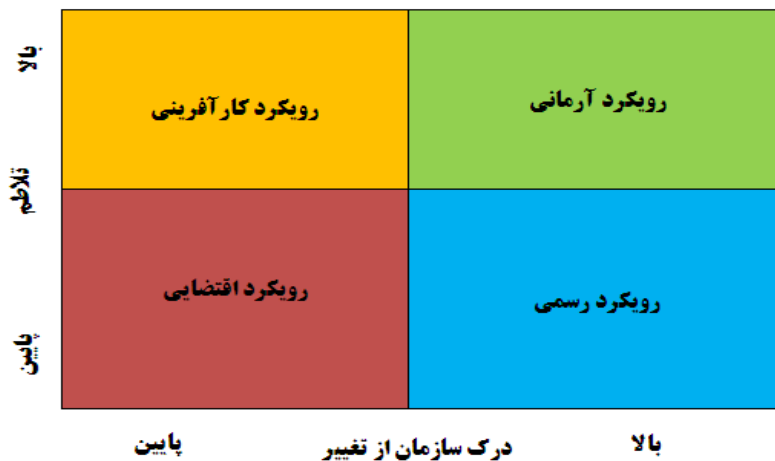 بالا
رویکرد آرمانی
رویکرد کارآفرینی
تلاطم
رویکرد رسمی
رویکرد اقتضایی
پایین
بالا
درک سازمان از تغییر
پایین